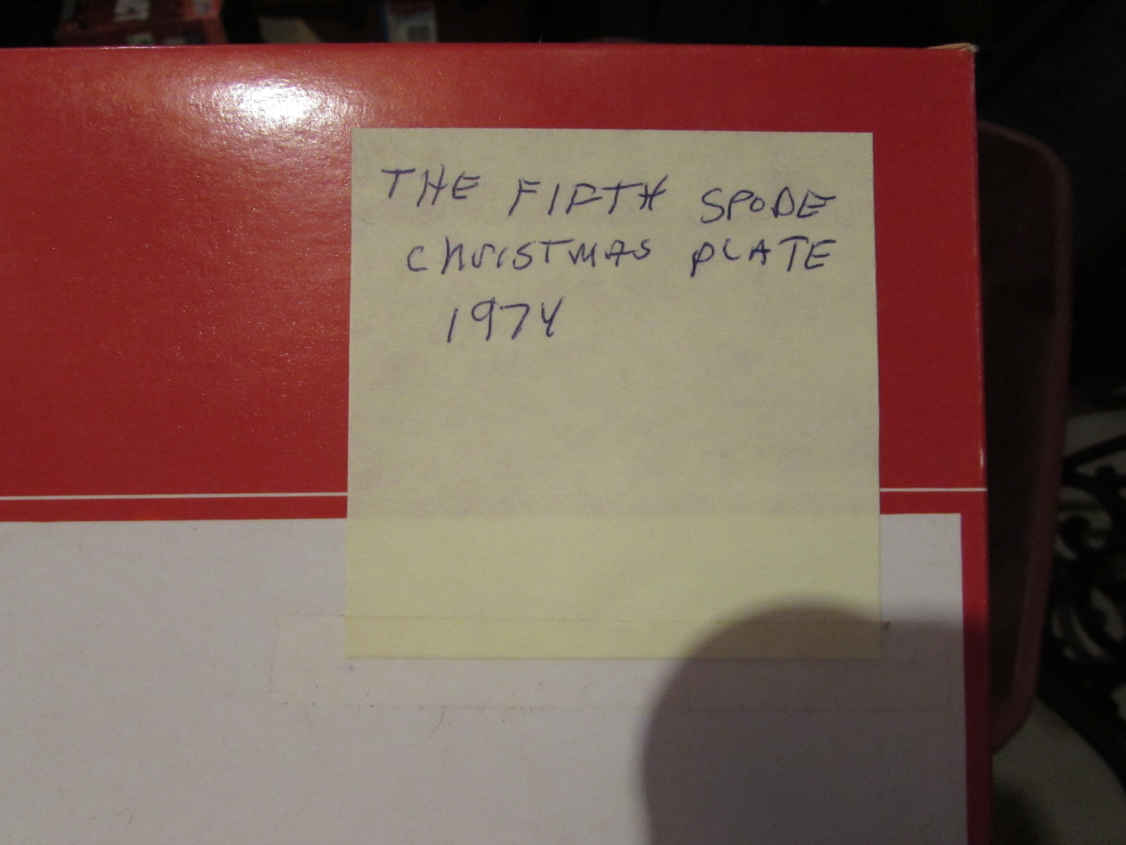 THE FIFTH SPODE
CHRISTMAS PLATE
1974